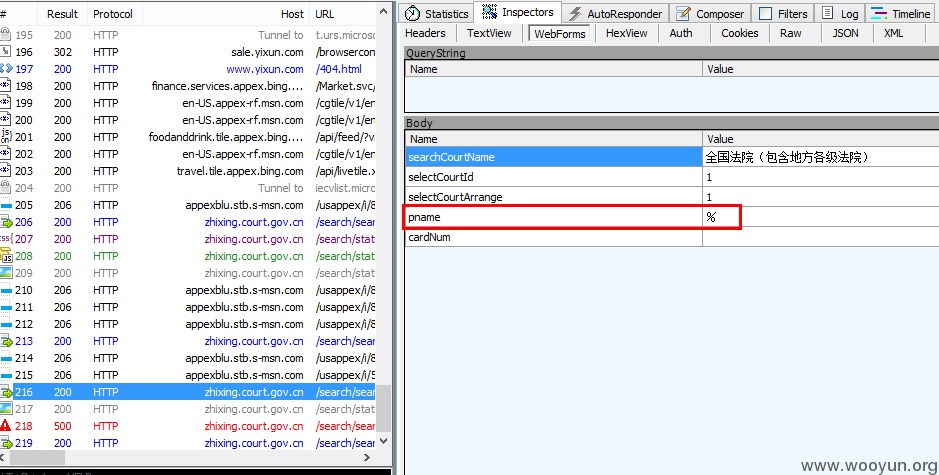 # Result Protocol Host URL
195 200 HTTP Tunnel to t.urs.microso
196 302 HTTP sale.yixun.com /browsercon
197 200 HTTP www.yixun.com /404.html
198 200 HTTP finance.services.appex.bing.... /Market.svc/
199 200 HTTP en-US.appex-rf.msn.com /cgtile/v1/en
200 200 HTTP en-US.appex-rf.msn.com /cgtile/v1/en
201 200 HTTP foodanddrink.tile.appex.bing.... /api/feed/?v
202 200 HTTP en-US.appex-rf.msn.com /cgtile/v1/en
203 200 HTTP travel.tile.appex.bing.com /api/livetile.x
204 200 HTTP Tunnel to iecvlist.micro
205 206 HTTP appexblu.stb.s-msn.com /usappex/i/8
206 200 HTTP zhixing.court.gov.cn /search/sear
207 200 HTTP zhixing.court.gov.cn /search/stati
208 200 HTTP zhixing.court.gov.cn /search/stati
209 200 HTTP zhixing.court.gov.cn /search/stati
210 206 HTTP appexblu.stb.s-msn.com /usappex/i/8
211 206 HTTP appexblu.stb.s-msn.com /usappex/i/8
212 206 HTTP appexblu.stb.s-msn.com /usappex/i/8
213 200 HTTP zhixing.court.gov.cn /search/sear
214 206 HTTP appexblu.stb.s-msn.com /usappex/i/8
215 206 HTTP appexblu.stb.s-msn.com /usappex/i/8
216 200 HTTP zhixing.court.gov.cn /search/sear
217 200 HTTP zhixing.court.gov.cn /search/stati
218 500 HTTP zhixing.court.gov.cn /search/sear
219 200 HTTP zhixing.court.gov.cn /search/sear
Statistics Inspectors AutoResponder Composer Filters Log Timeline
Headers TextView WebForms HexView Auth Cookies Raw JSON XML
QueryString
Name Value
Body
Name Value
searchCourtName 全国法院（包含地方各级法院）
selectCourtId 1
selectCourtArrange 1
pname %
cardNum
www.wooyun.org